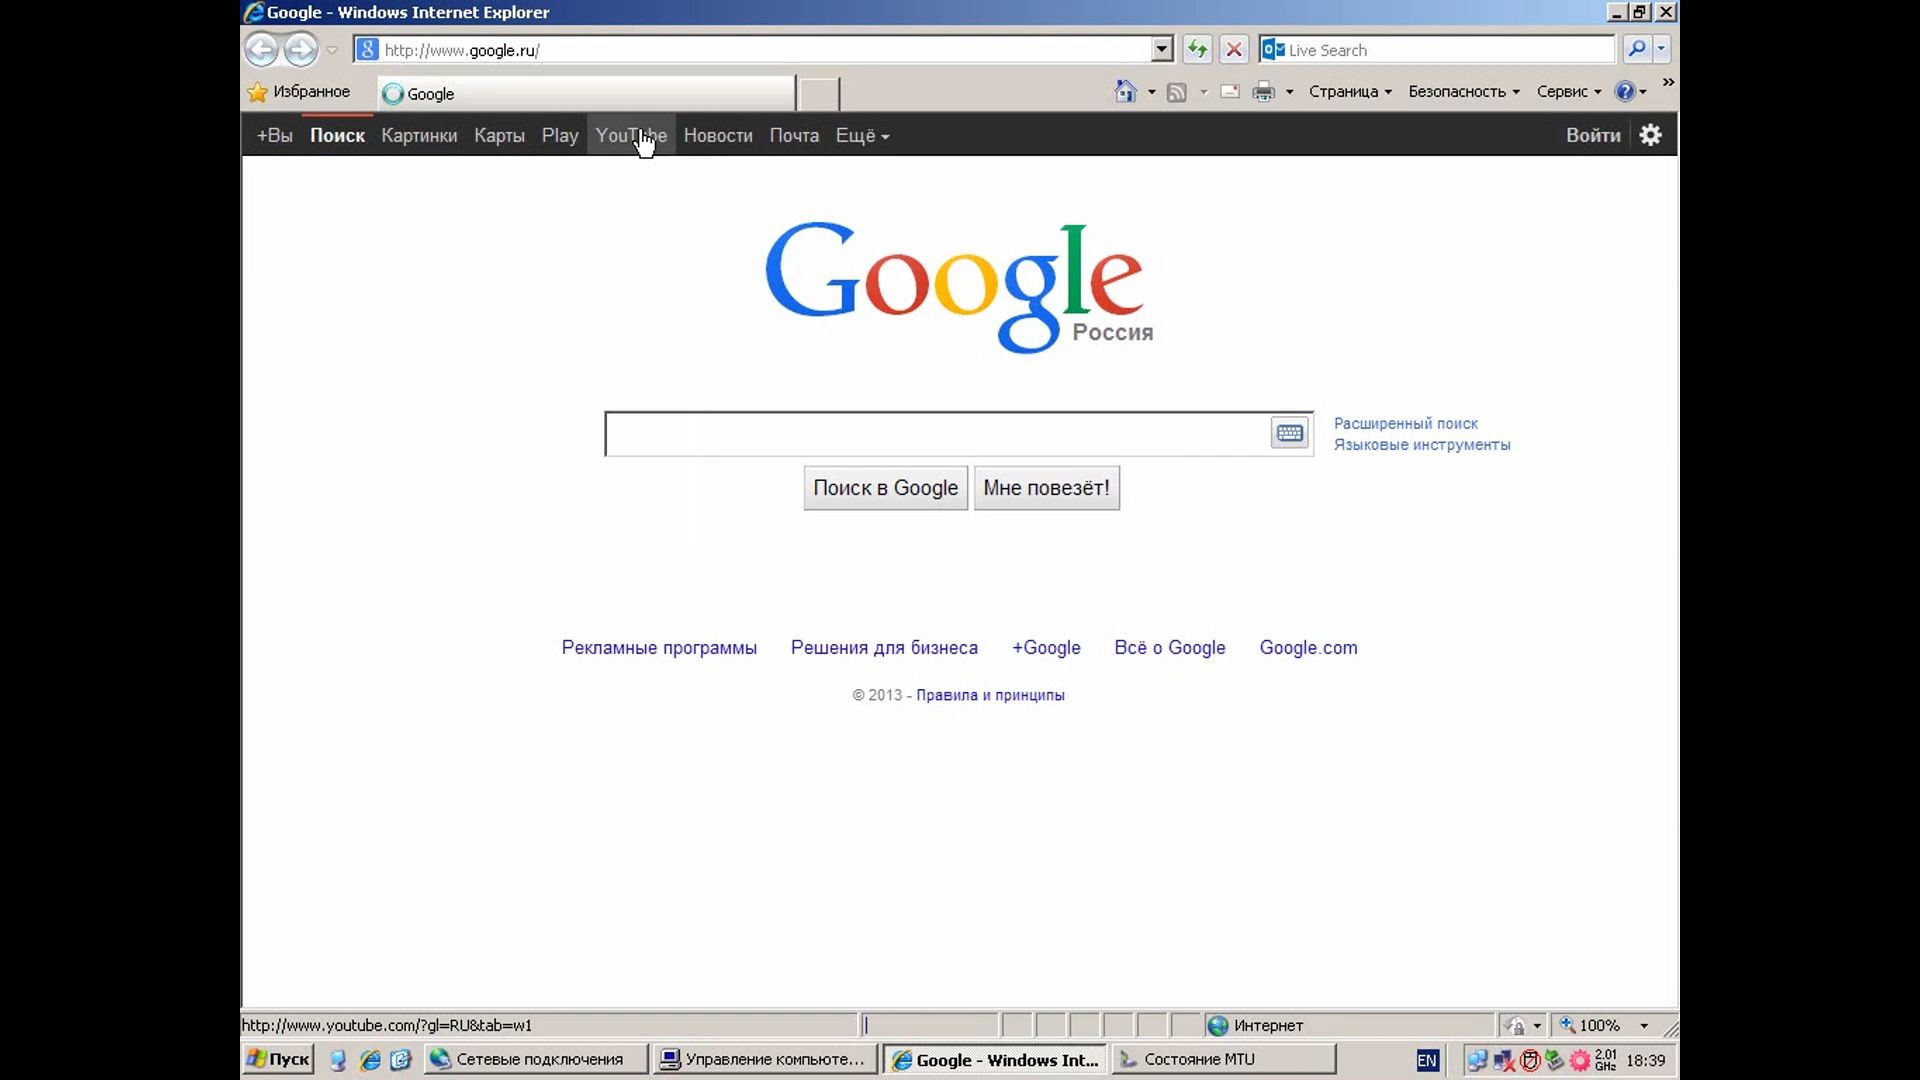 Google - Windows Internet Explorer
http://www.google.ru/
Live Search
Избранное
Google
Страница
Безопасность
Сервис
+Вы Поиск Картинки Карты Play YouTube Новости Почта Ещё
Войти
Google
Россия
Расширенный поиск
Языковые инструменты
Поиск в Google
Мне повезёт!
Рекламные программы
Решения для бизнеса
+Google
Всё о Google
Google.com
© 2013 - Правила и принципы
http://www.youtube.com/?gl=RU&tab=w1
Интернет
100%
Пуск
Сетевые подключения
Управление компьюте...
Google - Windows Int...
Состояние MTU
EN
2.01
GHz
18:39